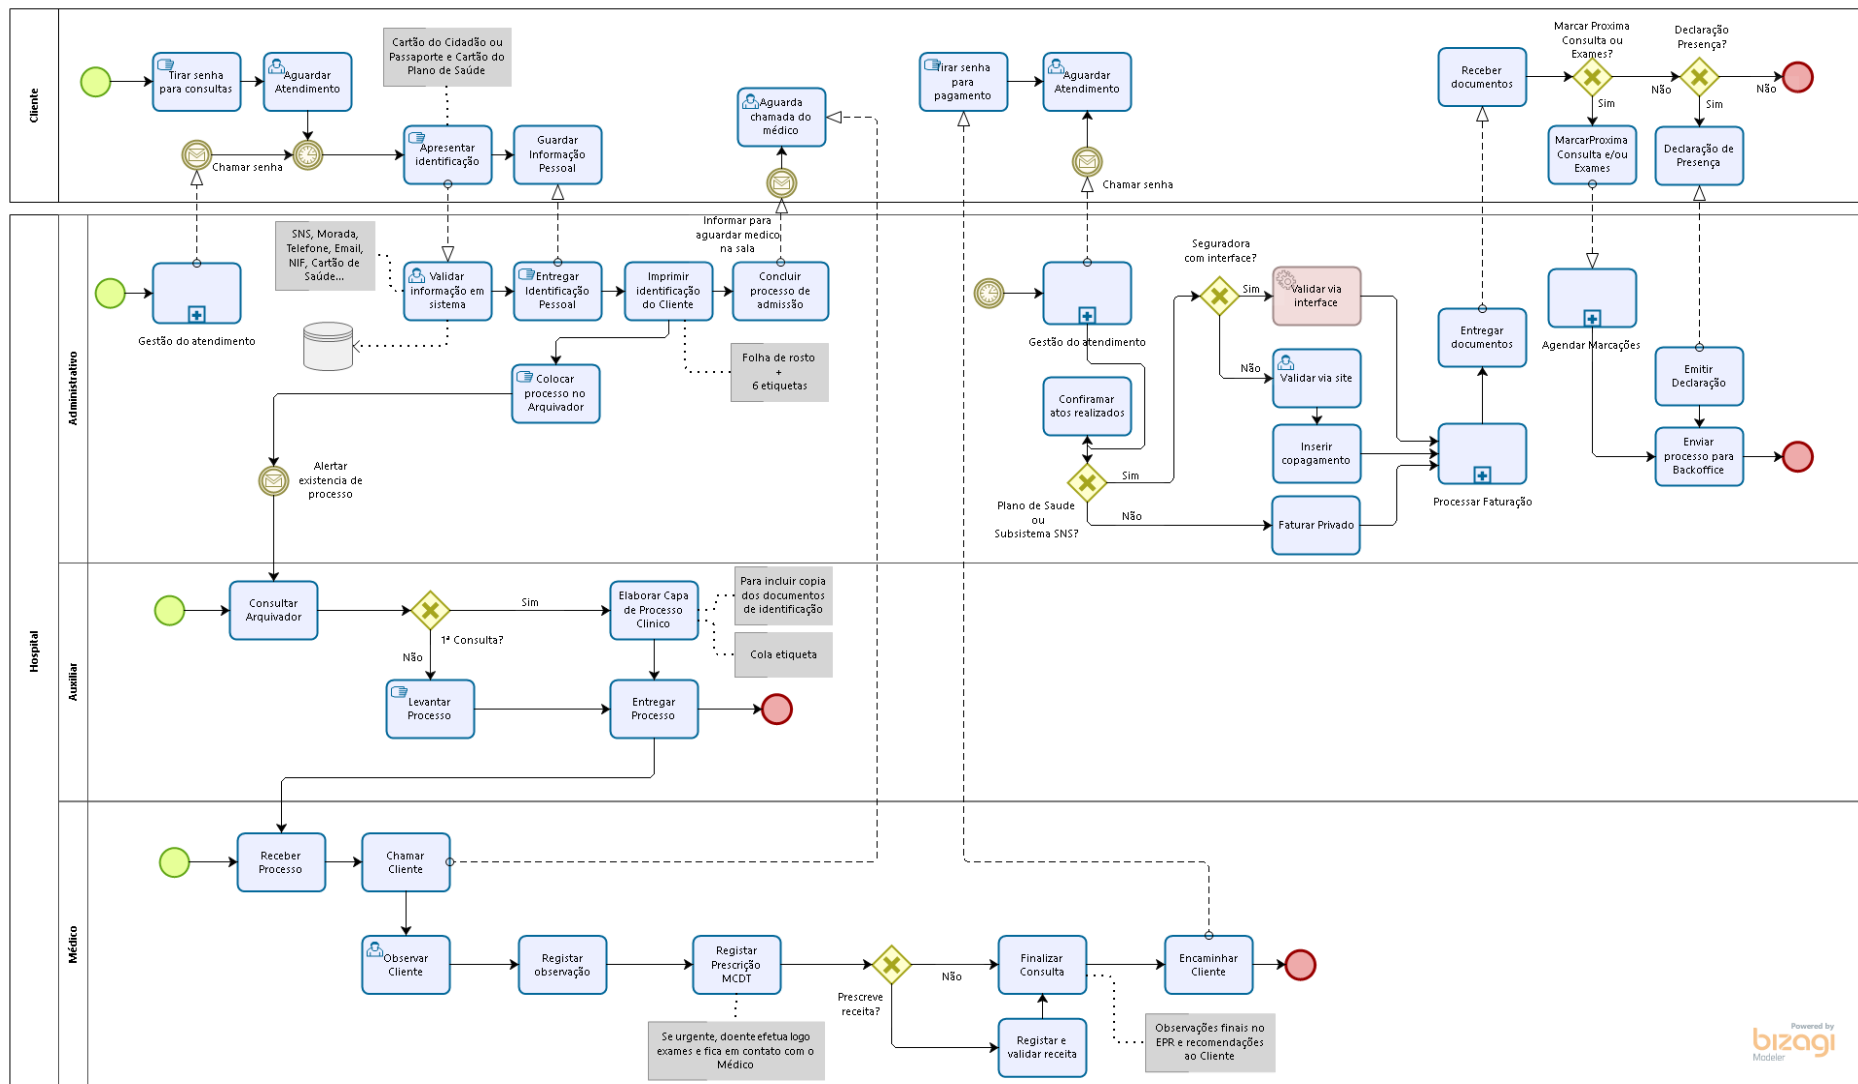 Cliente
Tirar senha
para consultas
Aguardar
Atendimento
Cartão do Cidadão ou
Passaporte e Cartão do
Plano de Saúde
Chamar senha
Apresentar
identificação
Guardar
Informação
Pessoal
Aguarda
chamada do
médico
Tirar senha
para
pagamento
Aguardar
Atendimento
Chamar senha
Receber
documentos
Marcar Proxima
Consulta ou
Exames?
Sim
Não
MarcarProxima
Consulta e/ou
Exames
Declaração
Presença?
Sim
Não
Declaração de
Presença
Hospital
Administrativo
Gestão do atendimento
SNS, Morada,
Telefone, Email,
NIF, Cartão de
Saúde...
Validar
informação em
sistema
Entregar
Identificação
Pessoal
Imprimir
identificação
do Cliente
Informar para
aguardar medico
na sala
Concluir
processo de
admissão
Folha de rosto
+
6 etiquetas
Colocar
processo no
Arquivador
Alertar
existencia de
processo
Gestão do atendimento
Confiramar
atos realizados
Plano de Saude
ou
Subsistema SNS?
Sim
Não
Seguradora
com interface?
Sim
Não
Validar via
interface
Validar via site
Inserir
copagamento
Faturar Privado
Processar Faturação
Entregar
documentos
Agendar Marcações
Emitir
Declaração
Enviar
processo para
Backoffice
Auxiliar
Consultar
Arquivador
1ª Consulta?
Sim
Não
Elaborar Capa
de Processo
Clinico
Para incluir copia
dos documentos
de identificação
Cola etiqueta
Levantar
Processo
Entregar
Processo
Médico
Receber
Processo
Chamar
Cliente
Observar
Cliente
Registar
observação
Registar
Prescrição
MCDT
Se urgente, doente efetua logo
exames e fica em contato com o
Médico
Prescreve
receita?
Não
Finalizar
Consulta
Registar e
validar receita
Encaminhar
Cliente
Observações finais no
EPR e recomendações
ao Cliente
Powered by
bizagi
Modeler